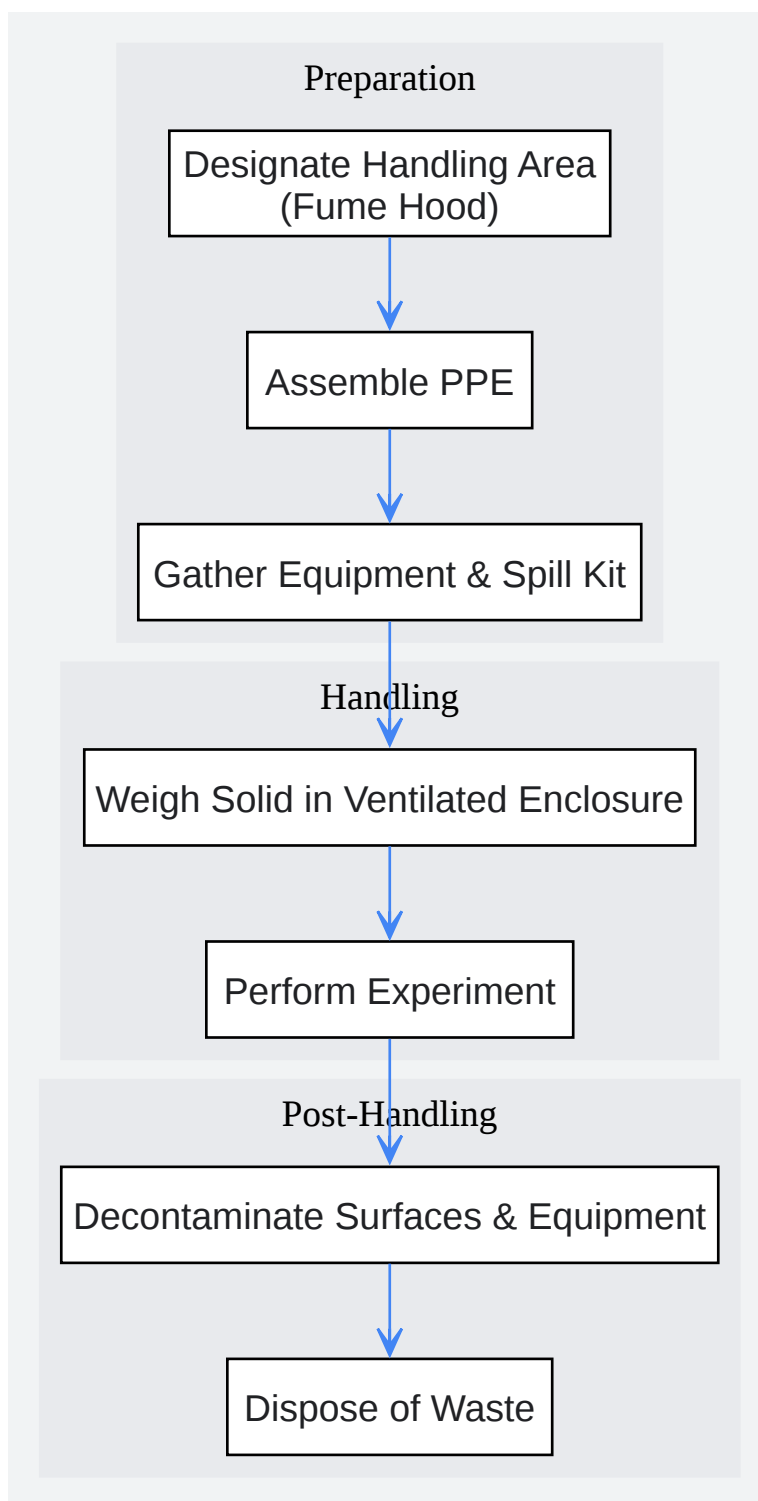 Preparation
Designate Handling Area
(Fume Hood)
Assemble PPE
Gather Equipment & Spill Kit
Handling
Weigh Solid in Ventilated Enclosure
Perform Experiment
Post-Handling
Decontaminate Surfaces & Equipment
Dispose of Waste